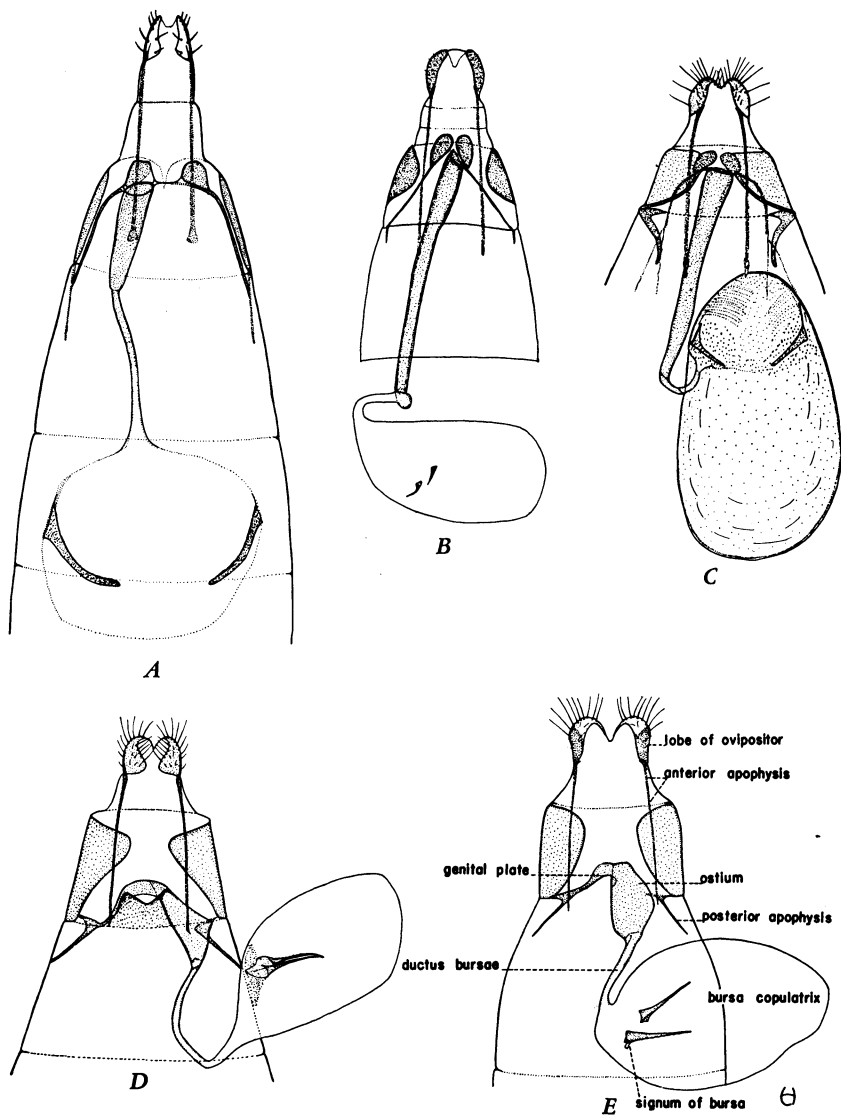 A
B
C
D
E
lobe of ovipositor
anterior apophysis
genital plate
ostium
posterior apophysis
ductus bursae
bursa copulatrix
signum of bursa